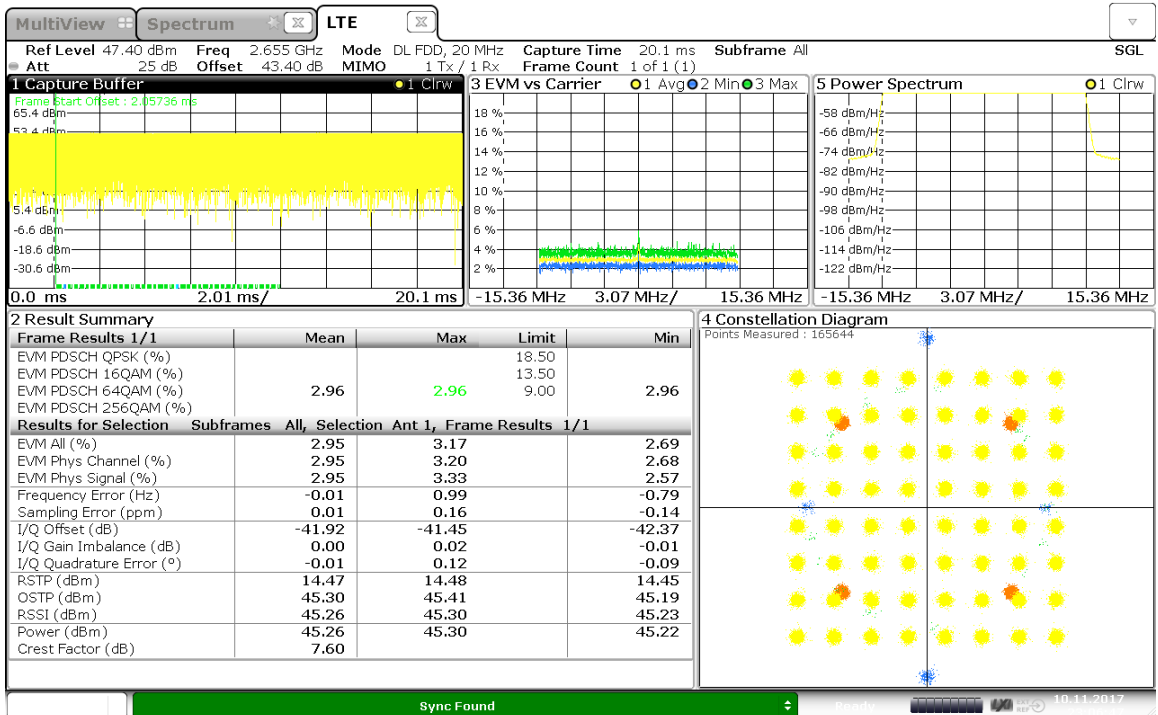 MultiView Spectrum LTE
Ref Level 47.40 dBm Freq 2.655 GHz Mode DL FDD, 20 MHz Capture Time 20.1 ms Subframe All SGL
Att 25 dB Offset 43.40 dB MIMO 1 Tx / 1 Rx Frame Count 1 of 1 (1)
1 Capture Buffer 1 Clrw
Frame Start Offset : 2.05736 ms
65.4 dBm
53.4 dBm
5.4 dBm
-6.6 dBm
-18.6 dBm
-30.6 dBm
0.0 ms 2.01 ms/ 20.1 ms
3 EVM vs Carrier 1 Avg 2 Min 3 Max
18 %
16 %
14 %
12 %
10 %
8 %
6 %
4 %
2 %
-15.36 MHz 3.07 MHz/ 15.36 MHz
5 Power Spectrum 1 Clrw
-58 dBm/Hz
-66 dBm/Hz
-74 dBm/Hz
-82 dBm/Hz
-90 dBm/Hz
-98 dBm/Hz
-106 dBm/Hz
-114 dBm/Hz
-122 dBm/Hz
-15.36 MHz 3.07 MHz/ 15.36 MHz
2 Result Summary
Frame Results 1/1 Mean Max Limit Min
EVM PDSCH QPSK (%) 18.50
EVM PDSCH 16QAM (%) 13.50
EVM PDSCH 64QAM (%) 2.96 2.96 9.00 2.96
EVM PDSCH 256QAM (%)
Results for Selection Subframes All, Selection Ant 1, Frame Results 1/1
EVM All (%) 2.95 3.17 2.69
EVM Phys Channel (%) 2.95 3.20 2.68
EVM Phys Signal (%) 2.95 3.33 2.57
Frequency Error (Hz) -0.01 0.99 -0.79
Sampling Error (ppm) 0.01 0.16 -0.14
I/Q Offset (dB) -41.92 -41.45 -42.37
I/Q Gain Imbalance (dB) 0.00 0.02 -0.01
I/Q Quadrature Error (°) -0.01 0.12 -0.09
RSTP (dBm) 14.47 14.48 14.45
OSTP (dBm) 45.30 45.41 45.19
RSSI (dBm) 45.26 45.30 45.23
Power (dBm) 45.26 45.30 45.22
Crest Factor (dB) 7.60
4 Constellation Diagram
Points Measured : 165644
Sync Found Ready 10.11.2017